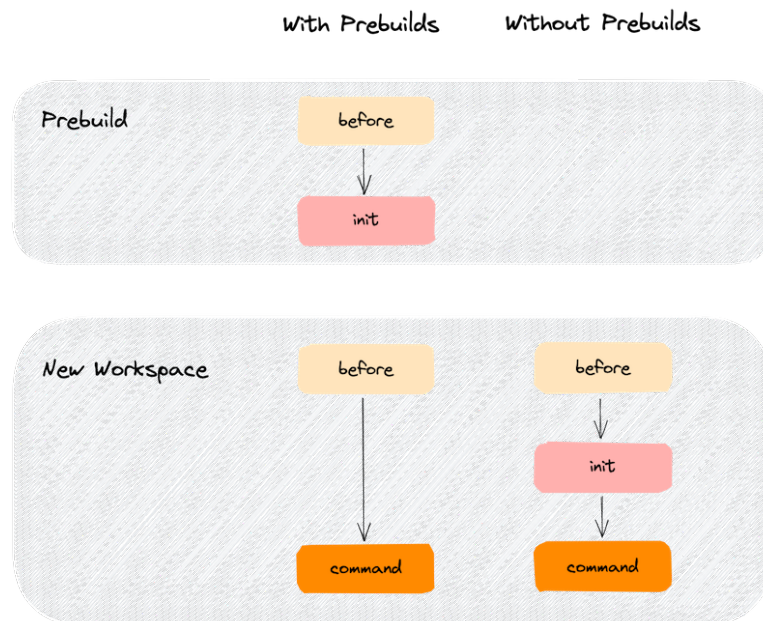 With Prebuilds Without Prebuilds
Prebuild
before
init
New Workspace
before before
init
command command